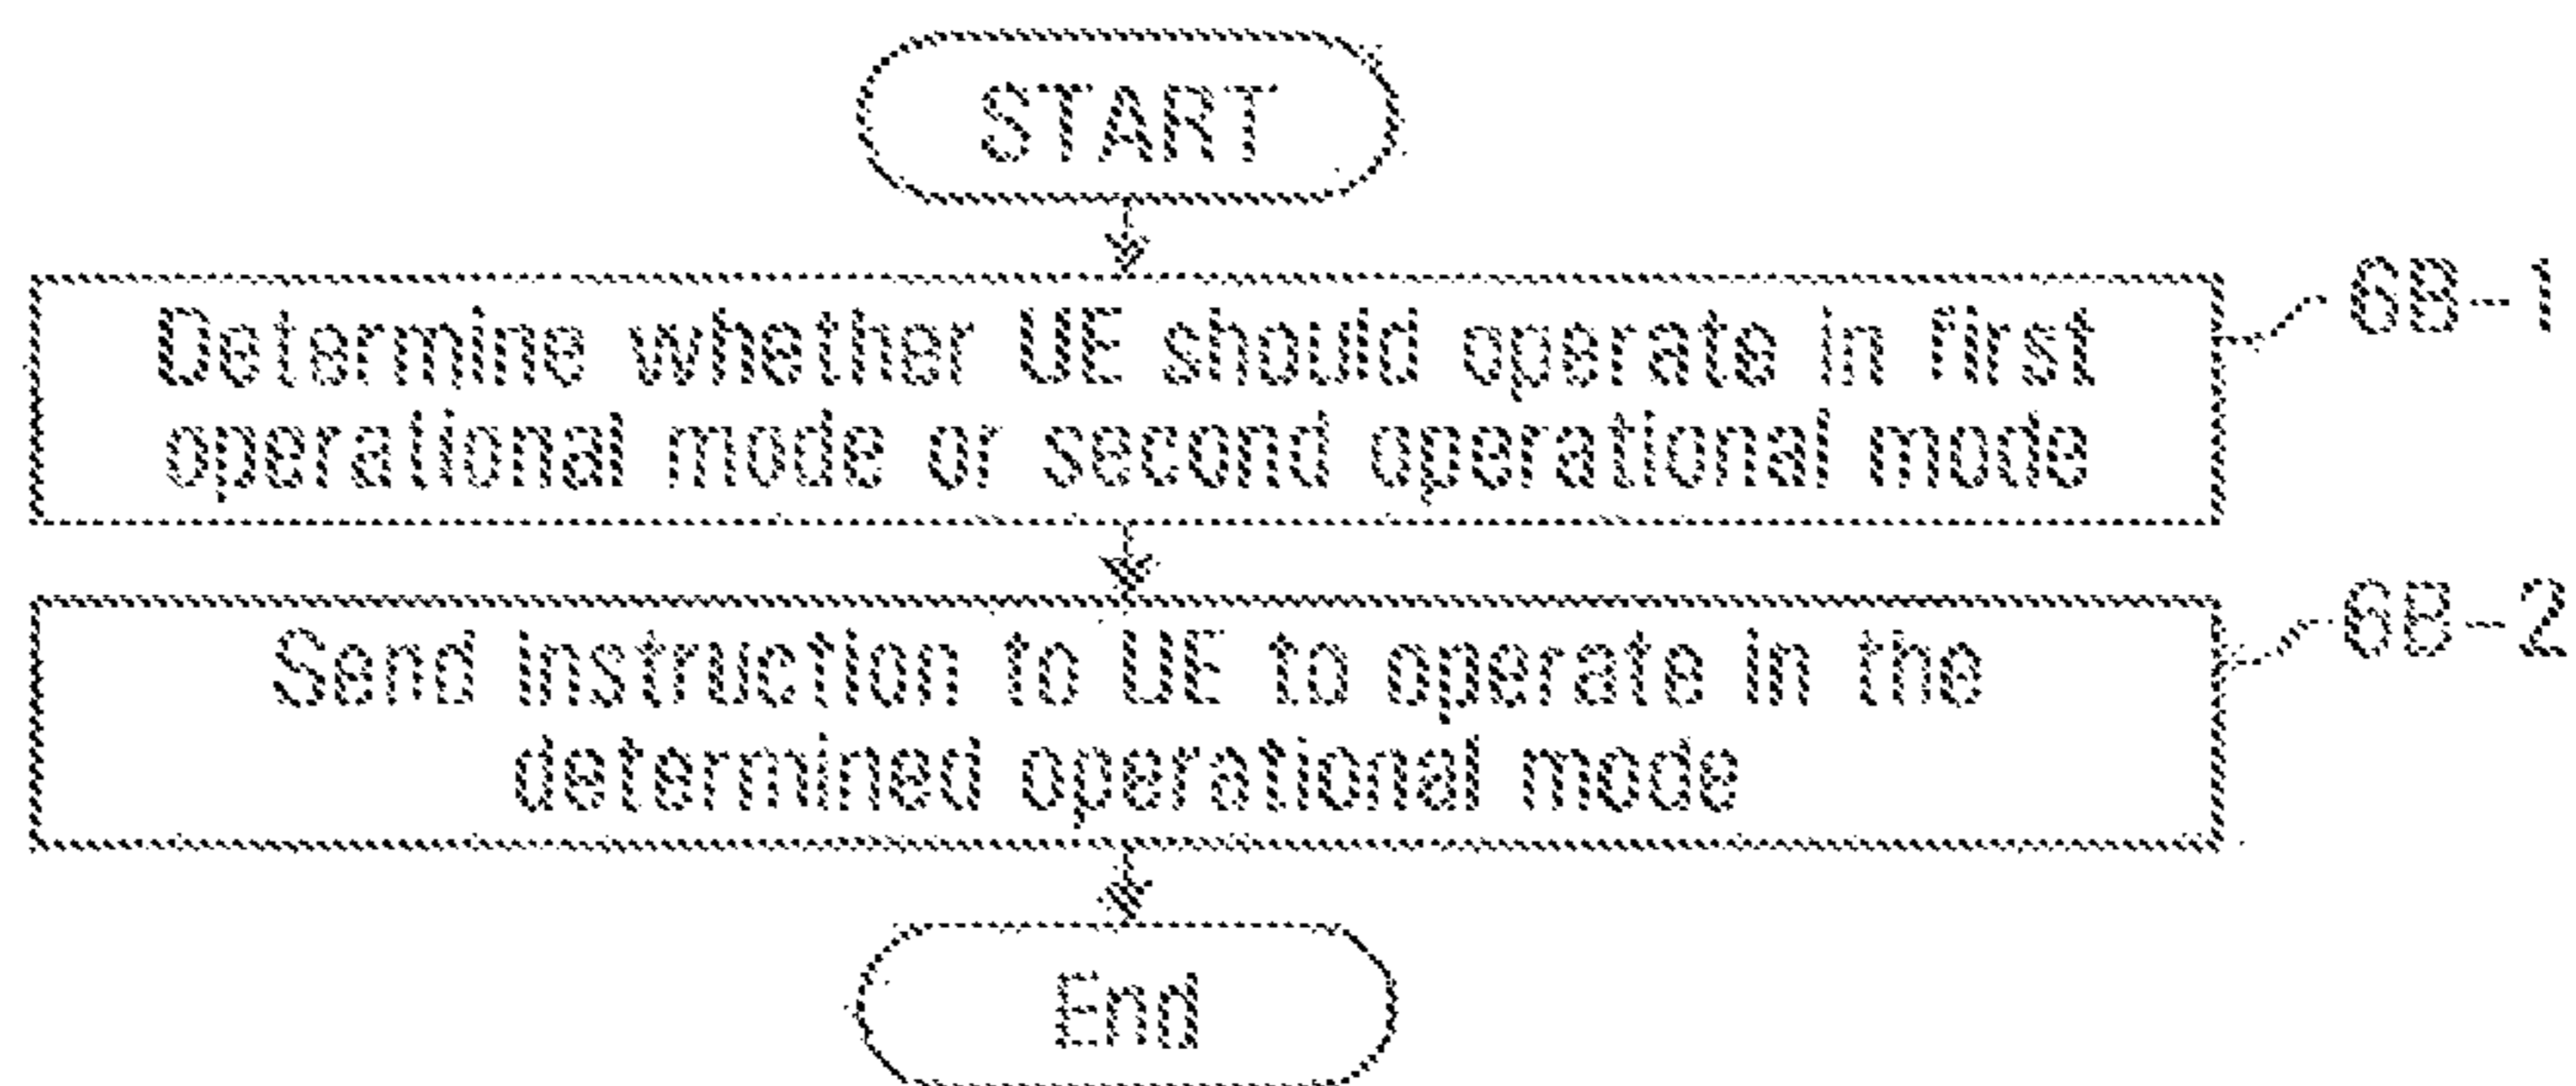 START
Determine whether UE should operate in first
operational mode or second operational mode
6B-1
Send instruction to UE to operate in the
determined operational mode
6B-2
End